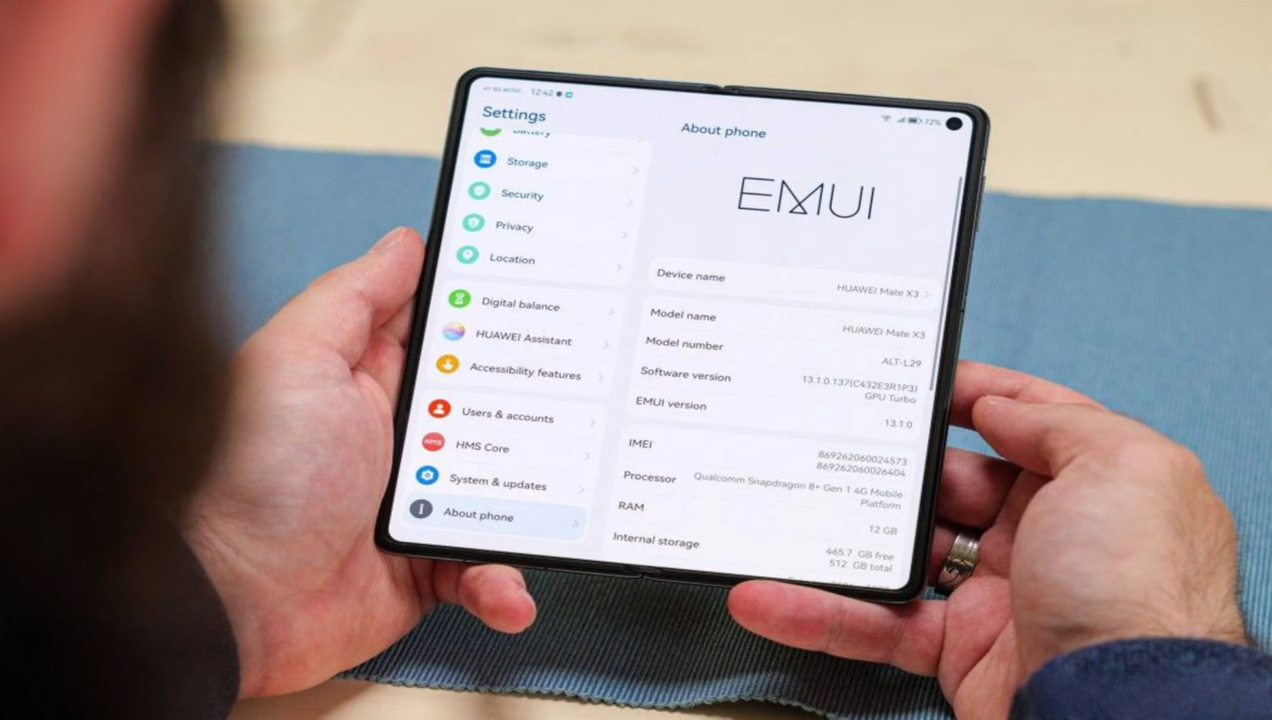 12:42
72%
Settings
Battery
Storage
Security
Privacy
Location
Digital balance
HUAWEI Assistant
Accessibility features
Users & accounts
HMS
HMS Core
System & updates
About phone
About phone
EMUI
Device name
HUAWEI Mate X3
Model name
HUAWEI Mate X3
Model number
ALT-L29
Software version
13.1.0.137(C432E3R1P3)
GPU Turbo
EMUI version
13.1.0
IMEI
869262060024573
869262060026404
Processor
Qualcomm Snapdragon 8+ Gen 1 4G Mobile
Platform
RAM
12 GB
Internal storage
465.7 GB free
512 GB total